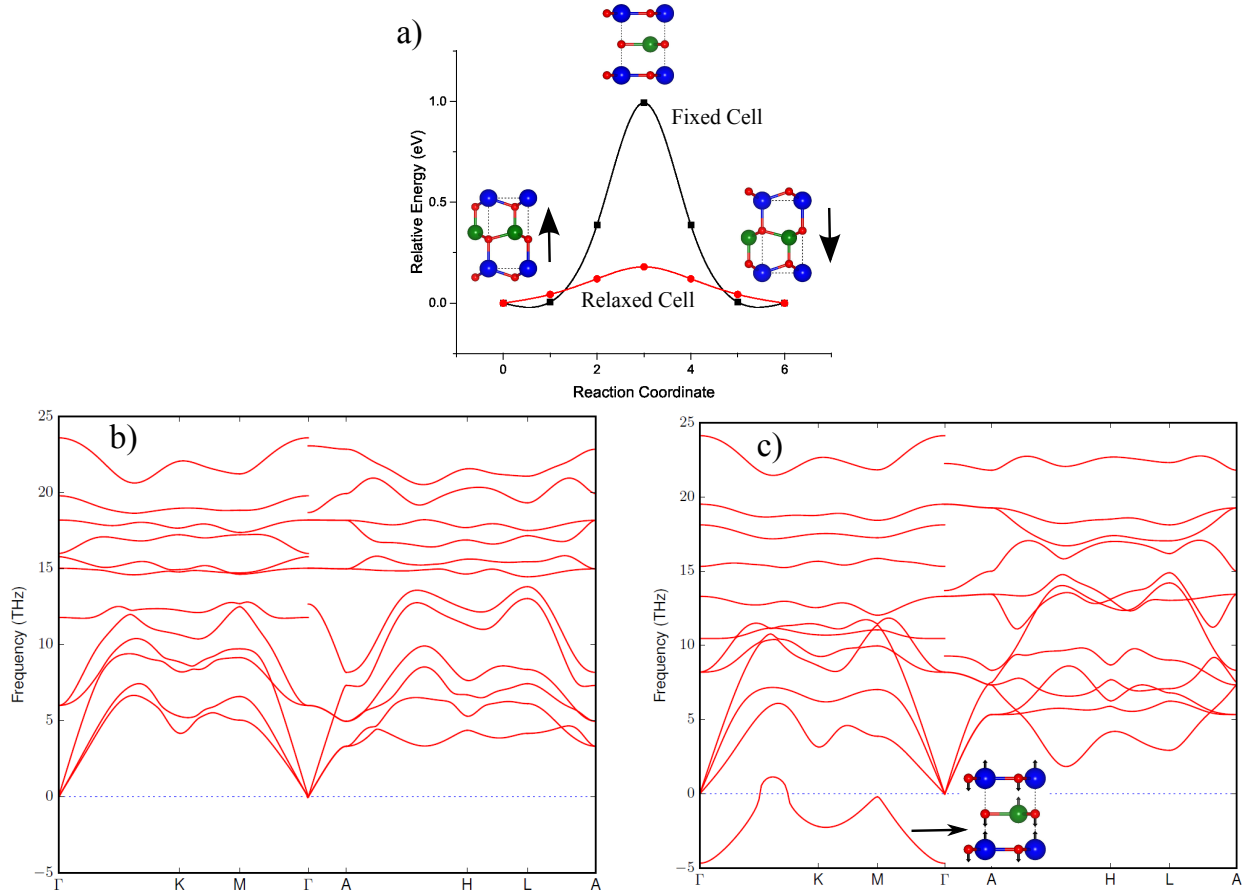 a)
Relative Energy (eV)
1.0
0.5
0.0
Fixed Cell
Relaxed Cell
0 2 4 6
Reaction Coordinate
b)
Frequency (THz)
25
20
15
10
5
0
−5
Γ K M Γ A H L A
c)
Frequency (THz)
25
20
15
10
5
0
−5
Γ K M Γ A H L A